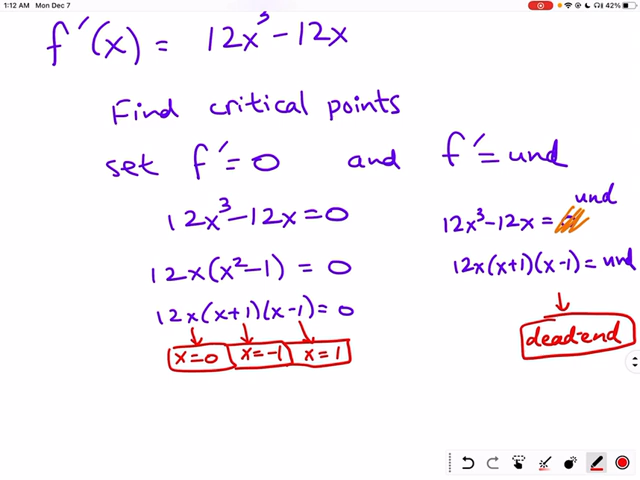 1:12 AM Mon Dec 7
42%
f'(x) = 12x³ - 12x
Find critical points
set f' = 0 and f' = und
12x³ - 12x = 0
12x(x² - 1) = 0
12x(x+1)(x-1) = 0
x=0 x=-1 x=1
12x³ - 12x = und
12x(x+1)(x-1) = und
dead-end